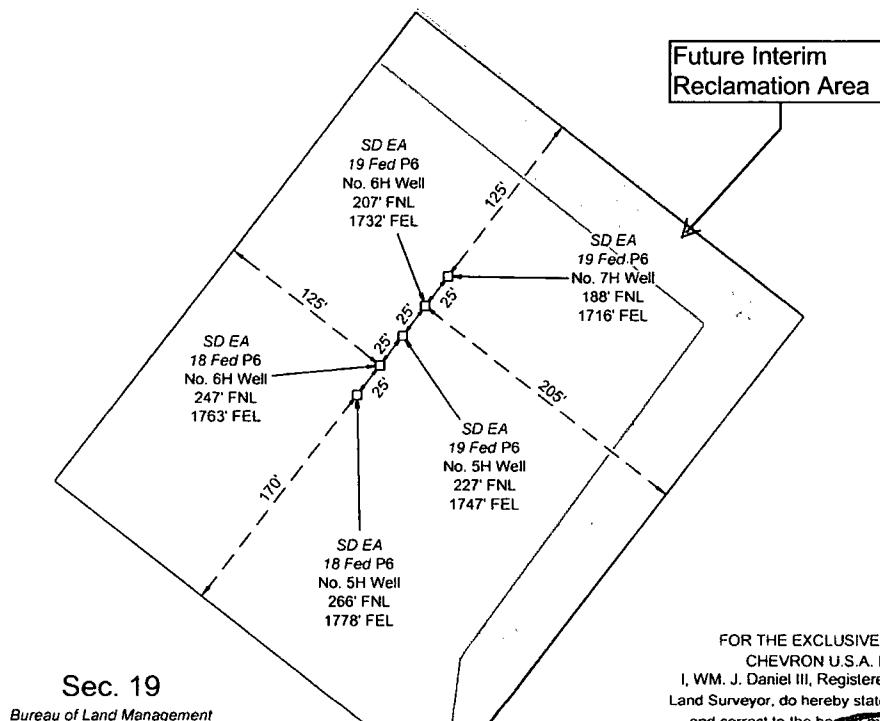 Future Interim
Reclamation Area
SD EA
19 Fed P6
No. 6H Well
207' FNL
1732' FEL
125'
SD EA
19 Fed P6
No. 7H Well
188' FNL
1716' FEL
125'
25'
25'
25'
25'
SD EA
18 Fed P6
No. 6H Well
247' FNL
1763' FEL
205'
SD EA
19 Fed P6
No. 5H Well
227' FNL
1747' FEL
170'
SD EA
18 Fed P6
No. 5H Well
266' FNL
1778' FEL
Sec. 19
Bureau of Land Management
FOR THE EXCLUSIVE
CHEVRON U.S.A.
I, WM. J. Daniel III, Registere
Land Surveyor, do hereby stat
and correct to the